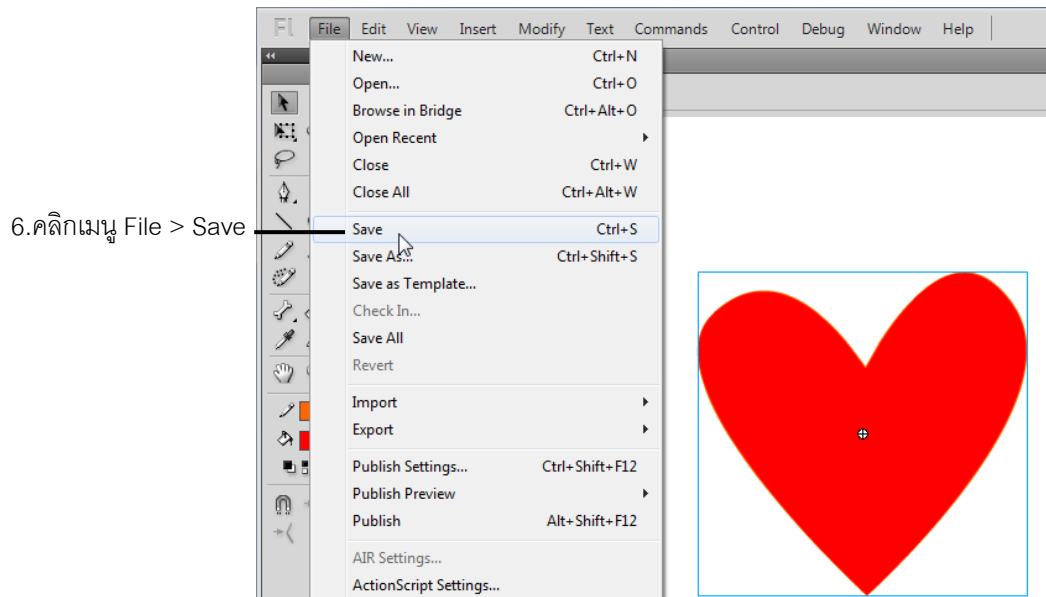 Fl File Edit View Insert Modify Text Commands Control Debug Window Help
New... Ctrl+N
Open... Ctrl+O
Browse in Bridge Ctrl+Alt+O
Open Recent
Close Ctrl+W
Close All Ctrl+Alt+W
6.คลิกเมนู File > Save
Save Ctrl+S
Save As... Ctrl+Shift+S
Save as Template...
Check In...
Save All
Revert
Import
Export
Publish Settings... Ctrl+Shift+F12
Publish Preview
Publish Alt+Shift+F12
AIR Settings...
ActionScript Settings...